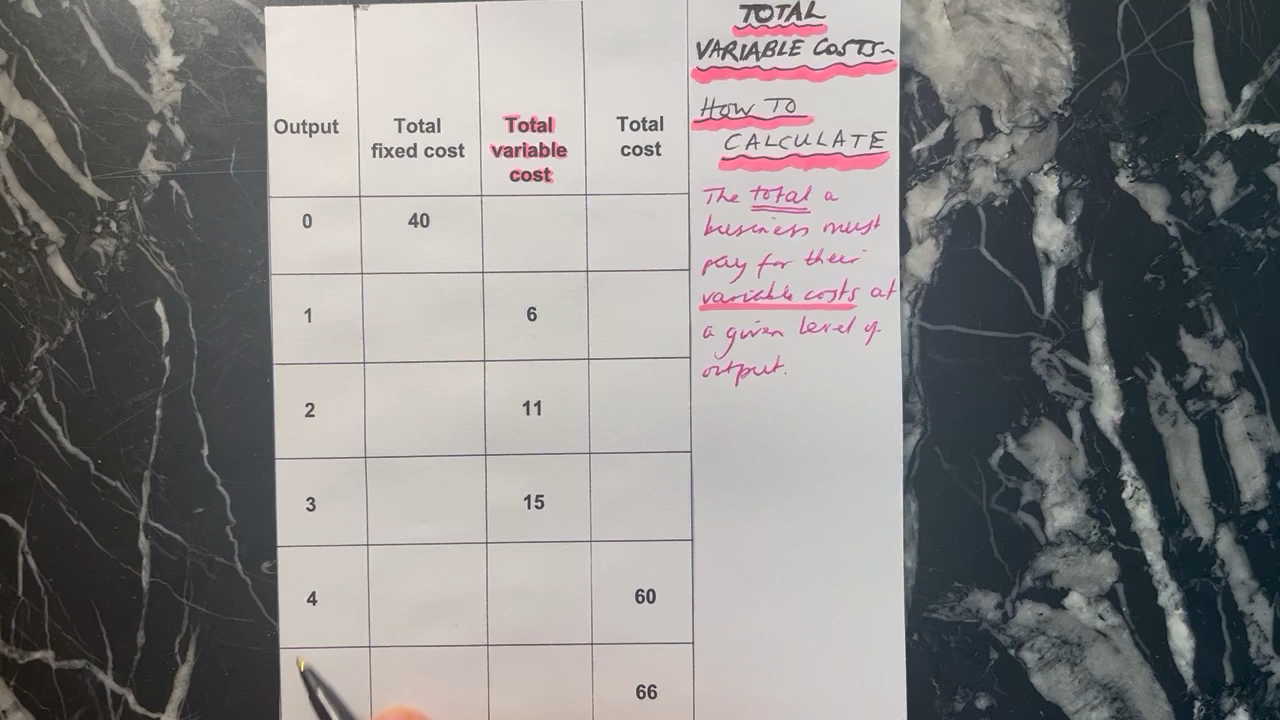 TOTAL
VARIABLE COSTS~
HOW TO
CALCULATE
The total a
business must
pay for their
variable costs at
a given level of
output.
Output Total fixed cost Total variable cost Total cost
0 40
1 6
2 11
3 15
4 60
66